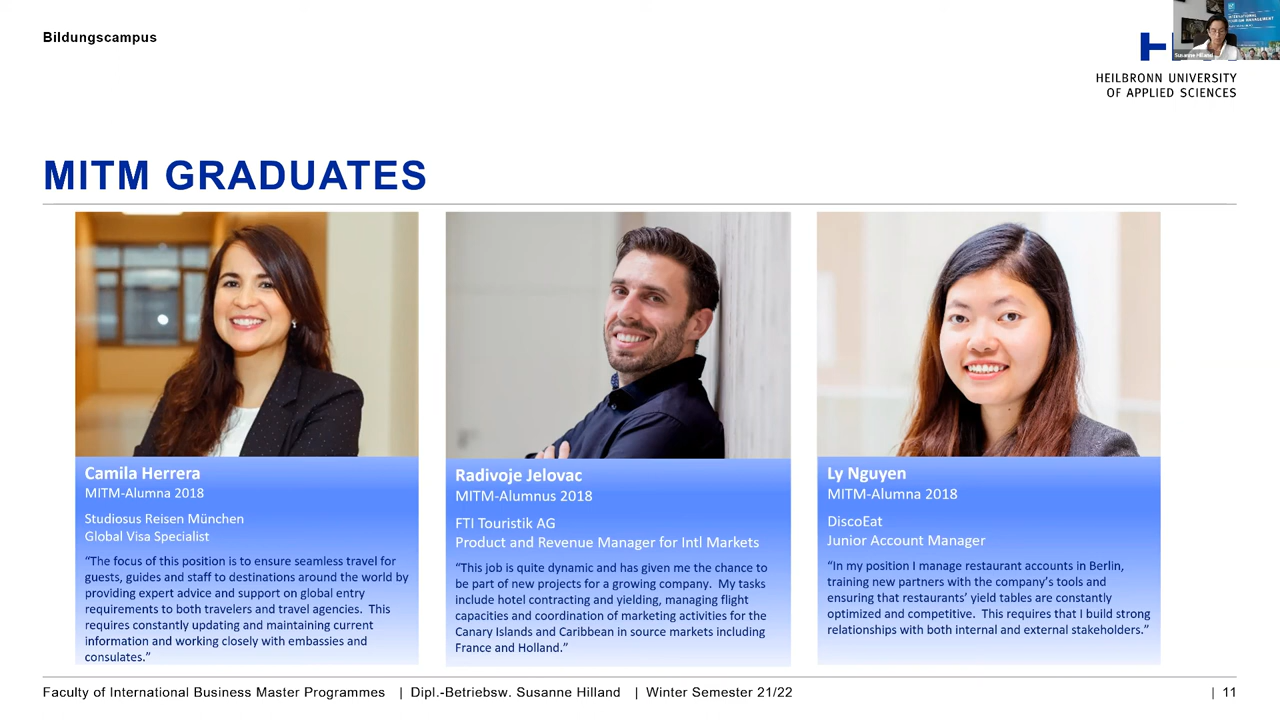 Bildungscampus
HEILBRONN UNIVERSITY
OF APPLIED SCIENCES
Susanne Hilland
MITM GRADUATES
Camila Herrera
MITM-Alumna 2018
Studiosus Reisen München
Global Visa Specialist
“The focus of this position is to ensure seamless travel for
guests, guides and staff to destinations around the world by
providing expert advice and support on global entry
requirements to both travelers and travel agencies.  This
requires constantly updating and maintaining current
information and working closely with embassies and
consulates.”
Radivoje Jelovac
MITM-Alumnus 2018
FTI Touristik AG
Product and Revenue Manager for Intl Markets
“This job is quite dynamic and has given me the chance to
be part of new projects for a growing company.  My tasks
include hotel contracting and yielding, managing flight
capacities and coordination of marketing activities for the
Canary Islands and Caribbean in source markets including
France and Holland.”
Ly Nguyen
MITM-Alumna 2018
DiscoEat
Junior Account Manager
“In my position I manage restaurant accounts in Berlin,
training new partners with the company’s tools and
ensuring that restaurants’ yield tables are constantly
optimized and competitive.  This requires that I build strong
relationships with both internal and external stakeholders.”
Faculty of International Business Master Programmes | Dipl.-Betriebsw. Susanne Hilland | Winter Semester 21/22 | 11